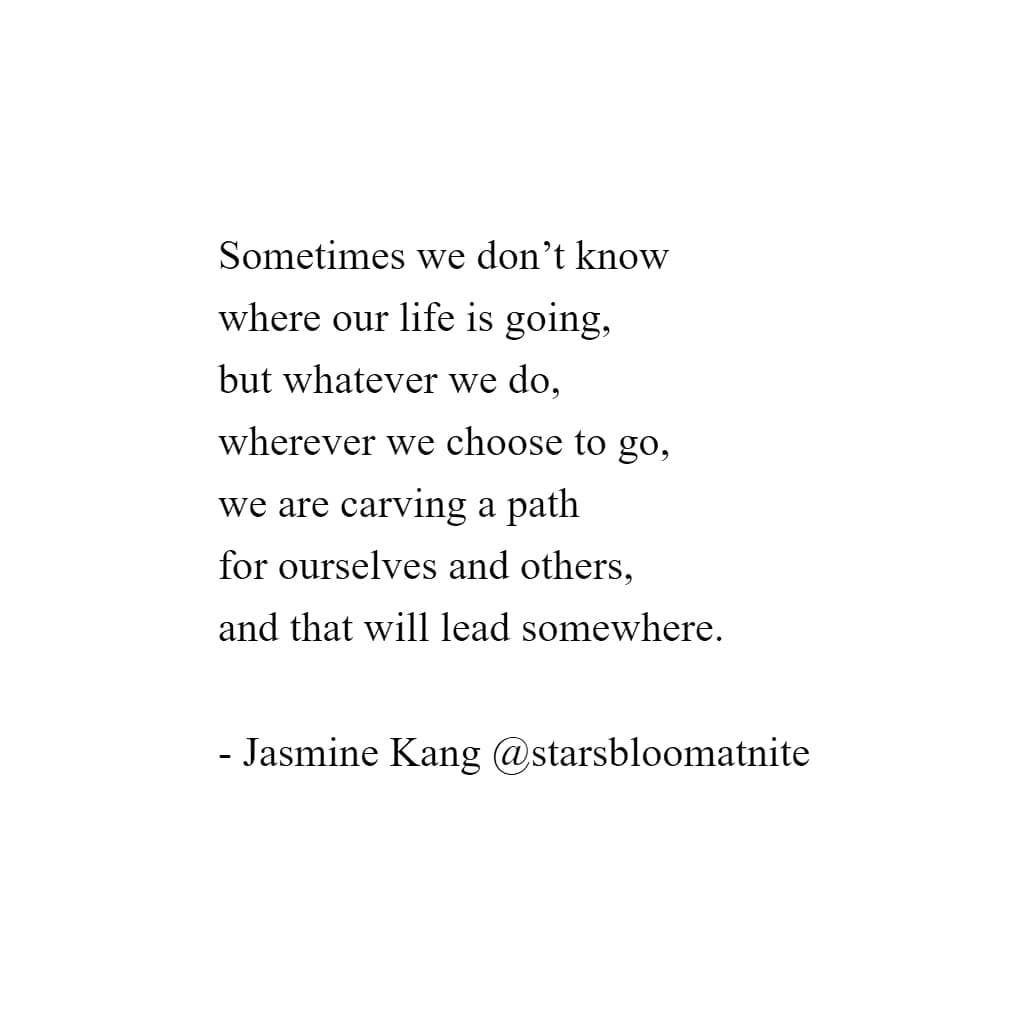 Sometimes we don’t know
where our life is going,
but whatever we do,
wherever we choose to go,
we are carving a path
for ourselves and others,
and that will lead somewhere.
- Jasmine Kang @starsbloomatnite